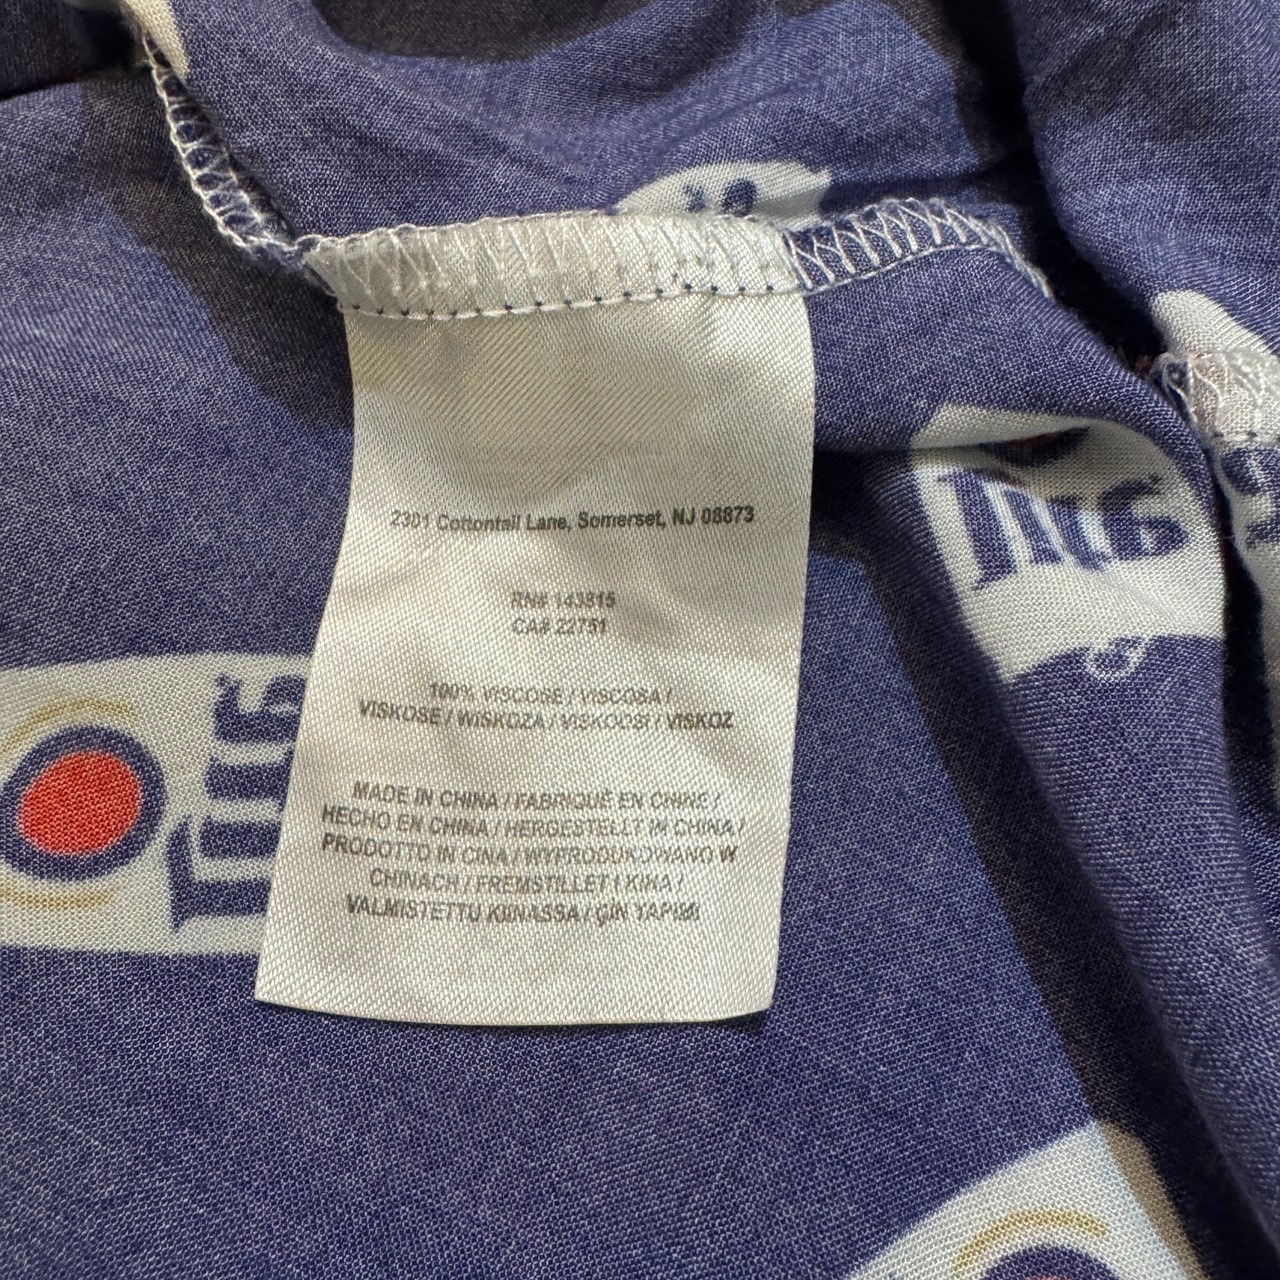 2301 Cottontail Lane, Somerset, NJ 08873
RN# 143515
CA# 22751
100% VISCOSE / VISCOSA /
VISKOSE / WISKOZA / VISKOOSI / VISKOZ
MADE IN CHINA / FABRIQUÉ EN CHINE /
HECHO EN CHINA / HERGESTELLT IN CHINA /
PRODOTTO IN CINA / WYPRODUKOWANO W
CHINACH / FREMSTILLET I KINA /
VALMISTETTU KIINASSA / ÇIN YAPIMI